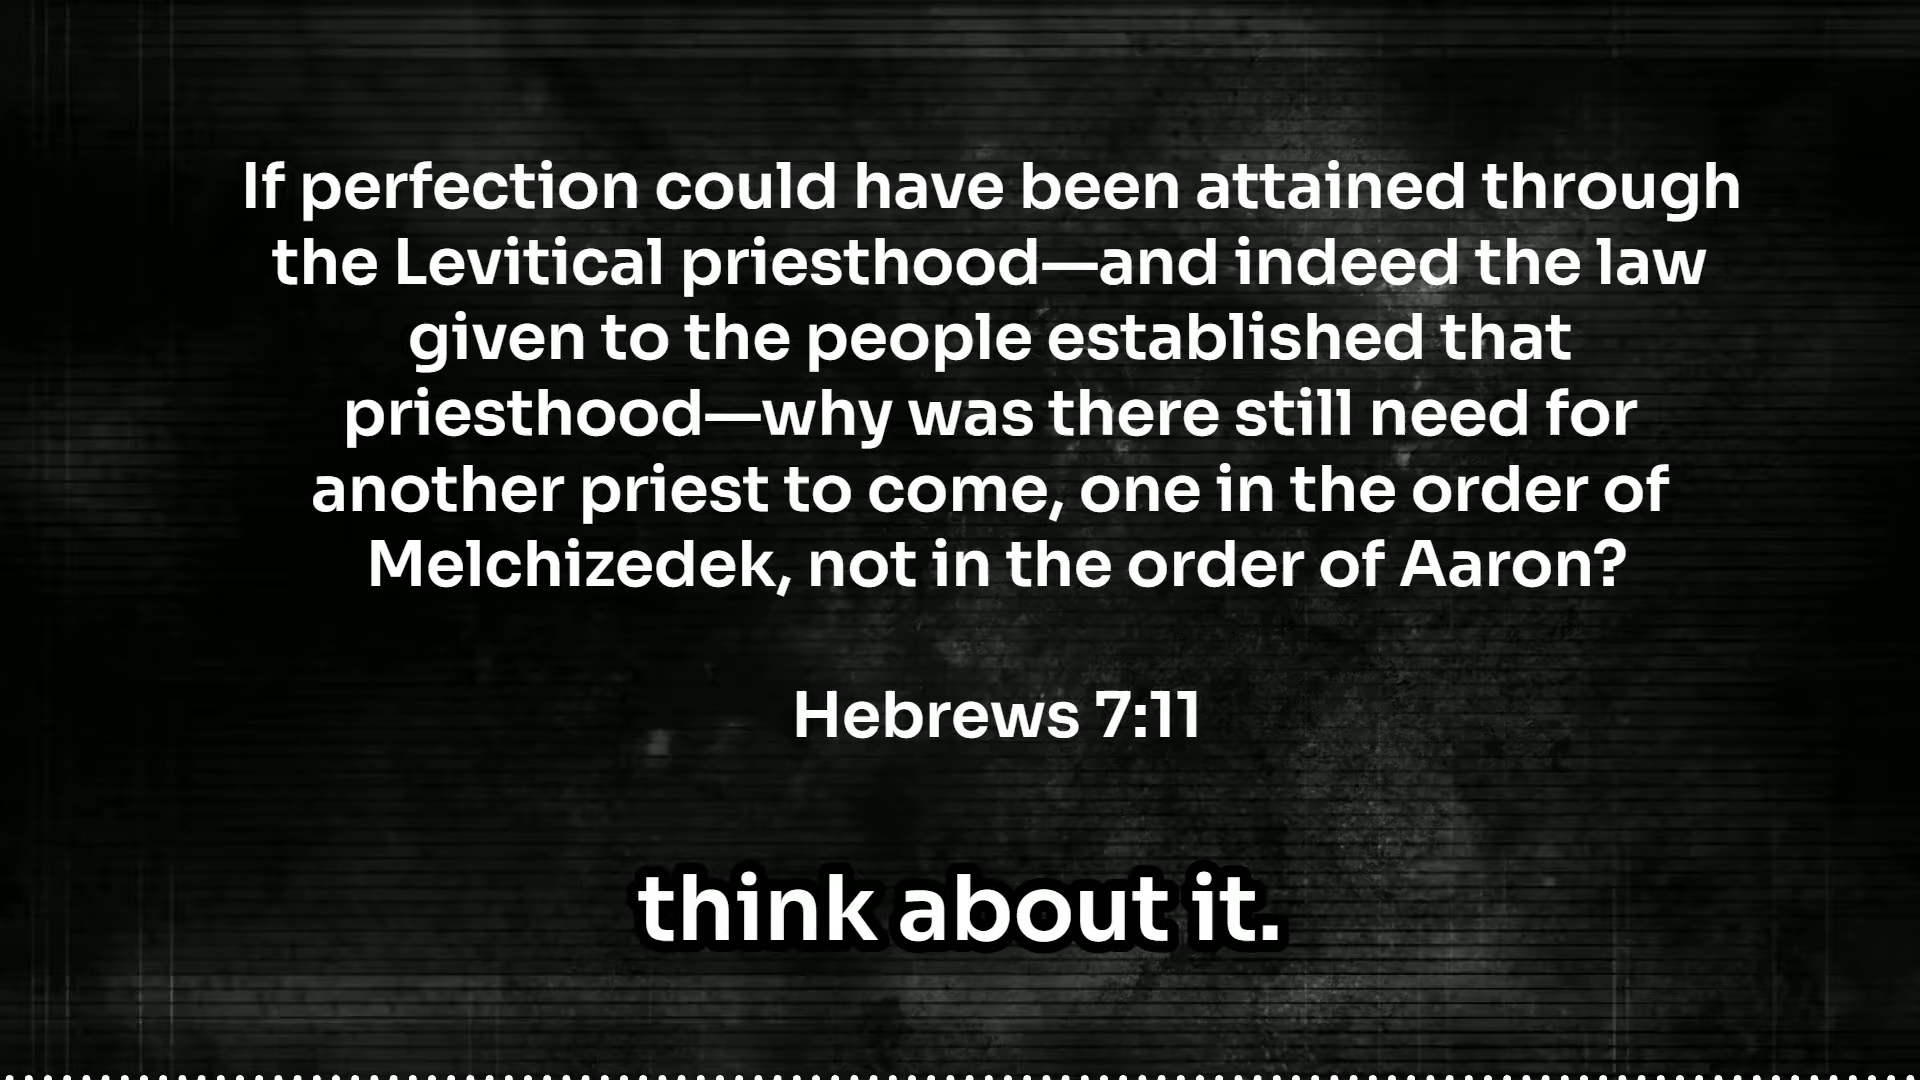 If perfection could have been attained through
the Levitical priesthood—and indeed the law
given to the people established that
priesthood—why was there still need for
another priest to come, one in the order of
Melchizedek, not in the order of Aaron?
Hebrews 7:11
think about it.